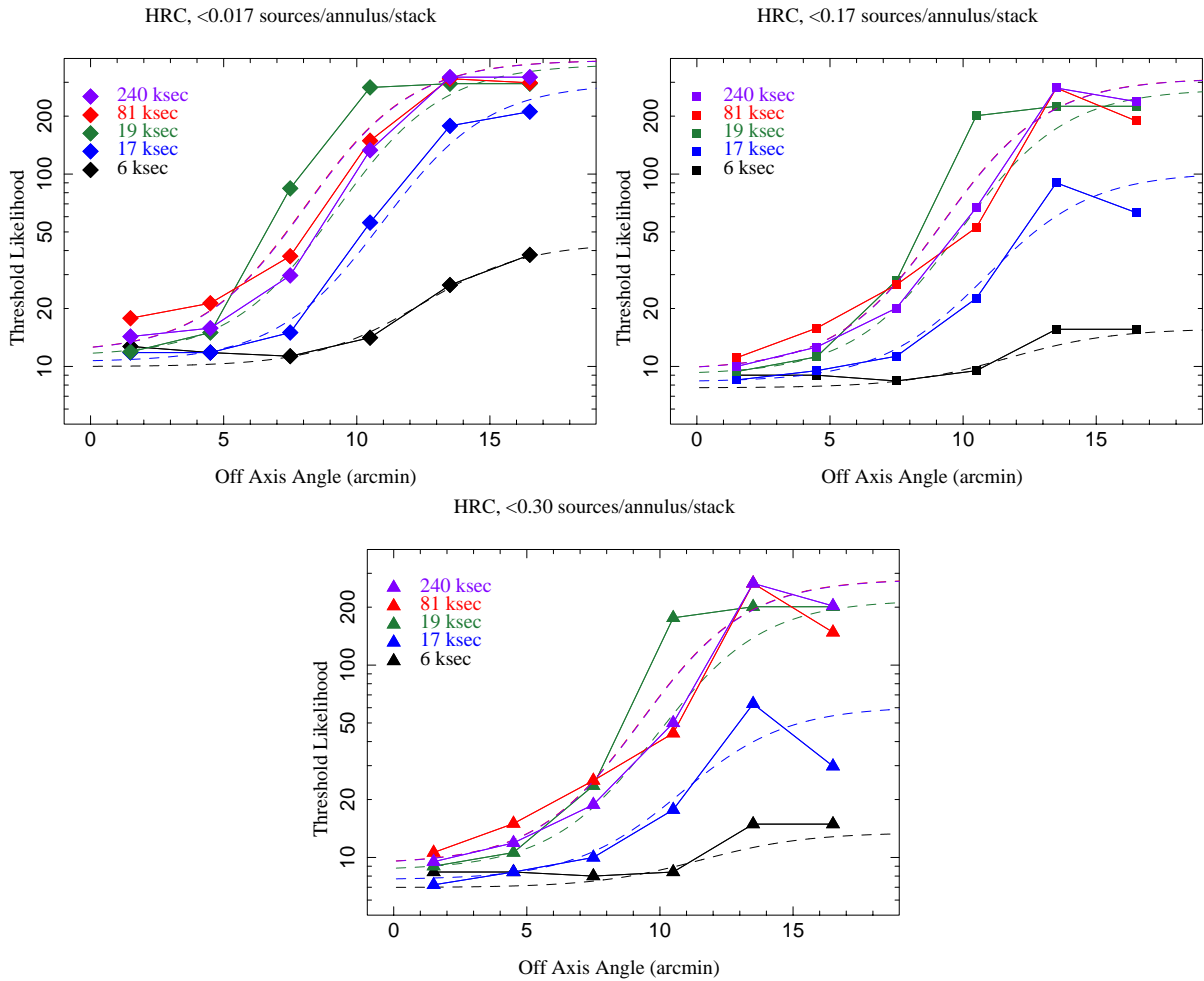 HRC, <0.017 sources/annulus/stack
240 ksec
81 ksec
19 ksec
17 ksec
6 ksec
Threshold Likelihood
10
20
50
100
200
0 5 10 15
Off Axis Angle (arcmin)
HRC, <0.17 sources/annulus/stack
240 ksec
81 ksec
19 ksec
17 ksec
6 ksec
Threshold Likelihood
10
20
50
100
200
0 5 10 15
Off Axis Angle (arcmin)
HRC, <0.30 sources/annulus/stack
240 ksec
81 ksec
19 ksec
17 ksec
6 ksec
Threshold Likelihood
10
20
50
100
200
0 5 10 15
Off Axis Angle (arcmin)